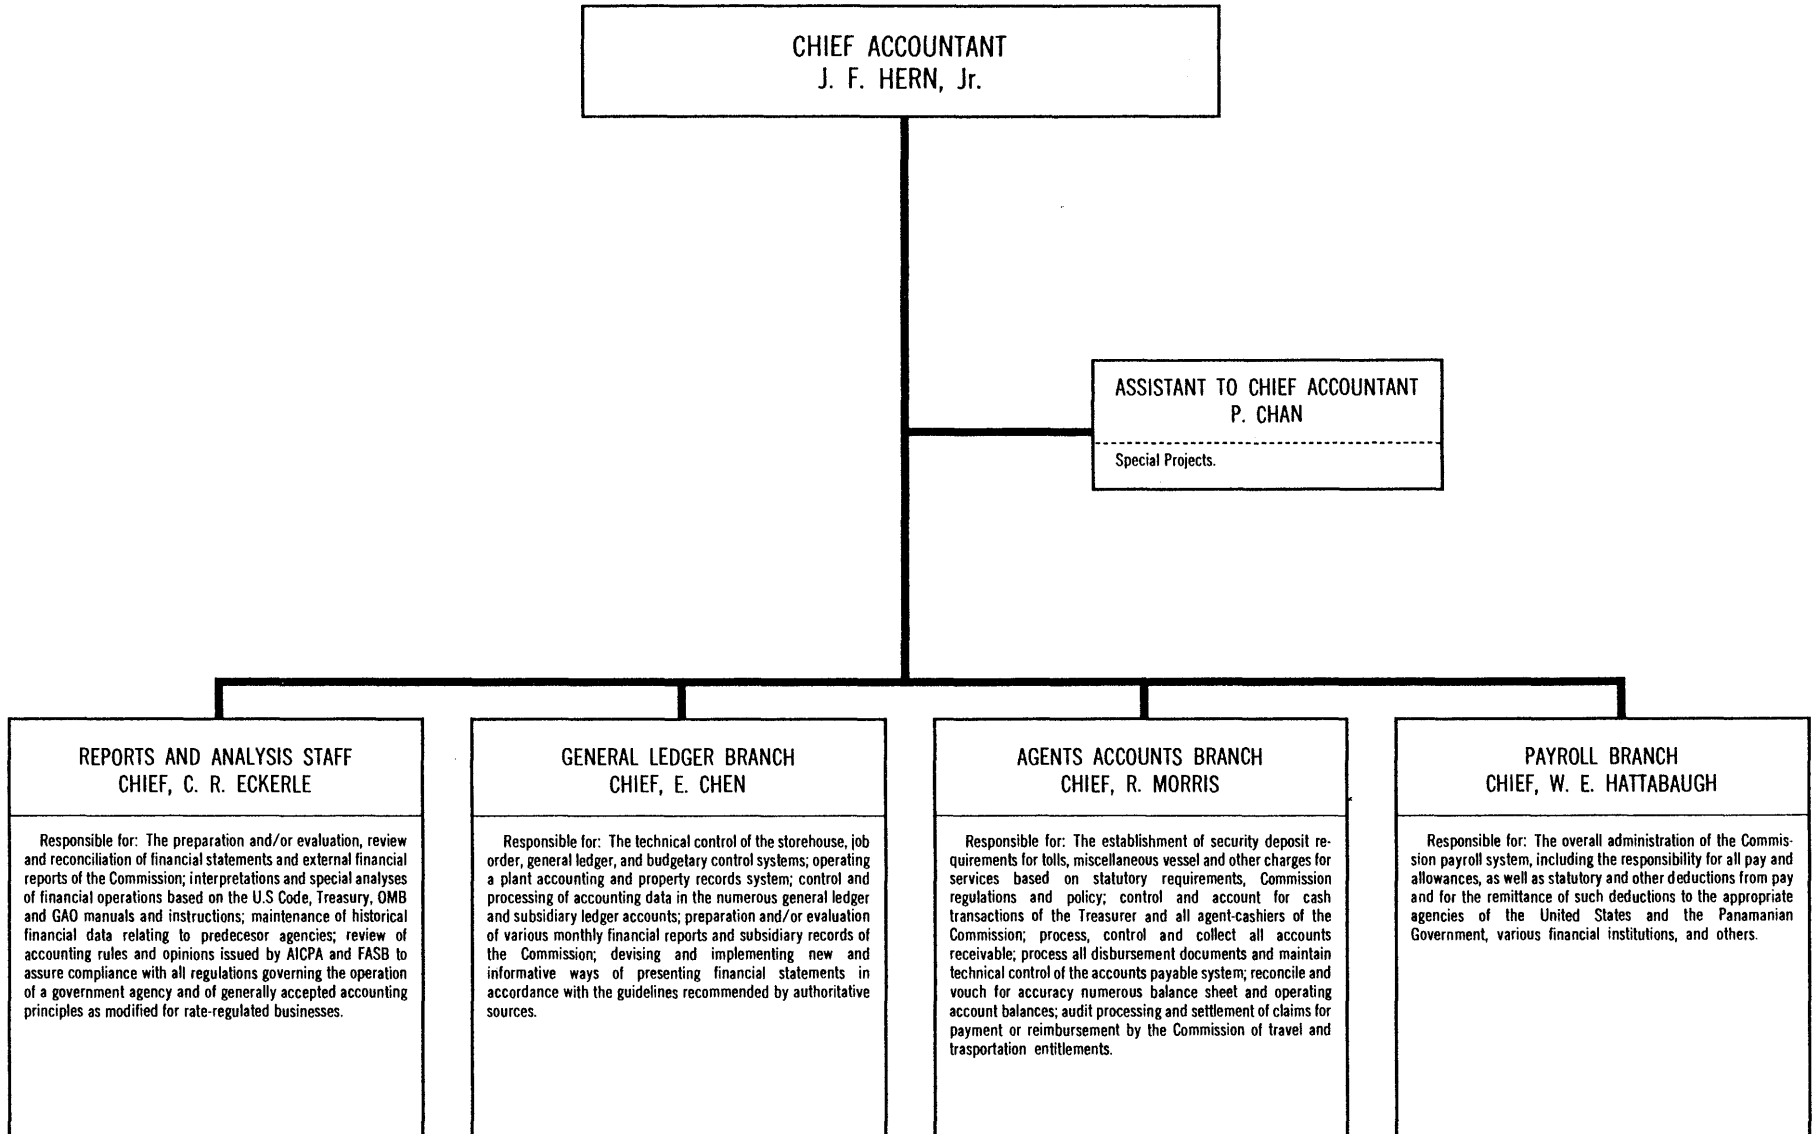 CHIEF ACCOUNTANT
J. F. HERN, Jr.
ASSISTANT TO CHIEF ACCOUNTANT
P. CHAN
Special Projects.
REPORTS AND ANALYSIS STAFF
CHIEF, C. R. ECKERLE
Responsible for: The preparation and/or evaluation, review
and reconciliation of financial statements and external financial
reports of the Commission; interpretations and special analyses
of financial operations based on the U.S Code, Treasury, OMB
and GAO manuals and instructions; maintenance of historical
financial data relating to predecesor agencies; review of
accounting rules and opinions issued by AICPA and FASB to
assure compliance with all regulations governing the operation
of a government agency and of generally accepted accounting
principles as modified for rate-regulated businesses.
GENERAL LEDGER BRANCH
CHIEF, E. CHEN
Responsible for: The technical control of the storehouse, job
order, general ledger, and budgetary control systems; operating
a plant accounting and property records system; control and
processing of accounting data in the numerous general ledger
and subsidiary ledger accounts; preparation and/or evaluation
of various monthly financial reports and subsidiary records of
the Commission; devising and implementing new and
informative ways of presenting financial statements in
accordance with the guidelines recommended by authoritative
sources.
AGENTS ACCOUNTS BRANCH
CHIEF, R. MORRIS
Responsible for: The establishment of security deposit re-
quirements for tolls, miscellaneous vessel and other charges for
services based on statutory requirements, Commission
regulations and policy; control and account for cash
transactions of the Treasurer and all agent-cashiers of the
Commission; process, control and collect all accounts
receivable; process all disbursement documents and maintain
technical control of the accounts payable system; reconcile and
vouch for accuracy numerous balance sheet and operating
account balances; audit processing and settlement of claims for
payment or reimbursement by the Commission of travel and
trasportation entitlements.
PAYROLL BRANCH
CHIEF, W. E. HATTABAUGH
Responsible for: The overall administration of the Commis-
sion payroll system, including the responsibility for all pay and
allowances, as well as statutory and other deductions from pay
and for the remittance of such deductions to the appropriate
agencies of the United States and the Panamanian
Government, various financial institutions, and others.